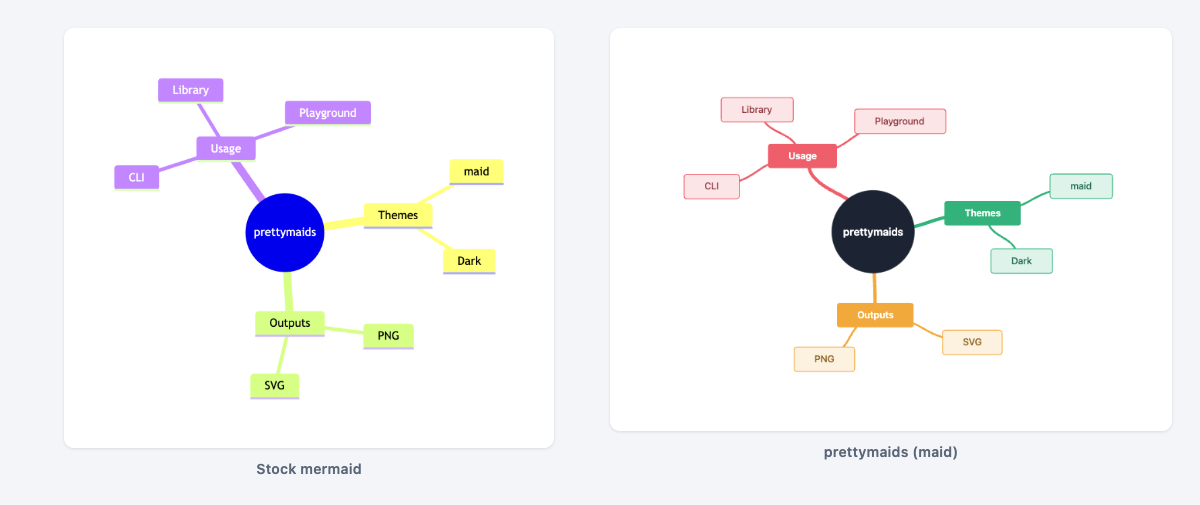 Library
Playground
Usage
CLI
maid
Themes
prettymaids
Dark
Outputs
PNG
SVG
Stock mermaid
Library
Playground
Usage
CLI
maid
Themes
prettymaids
Dark
Outputs
SVG
PNG
prettymaids (maid)